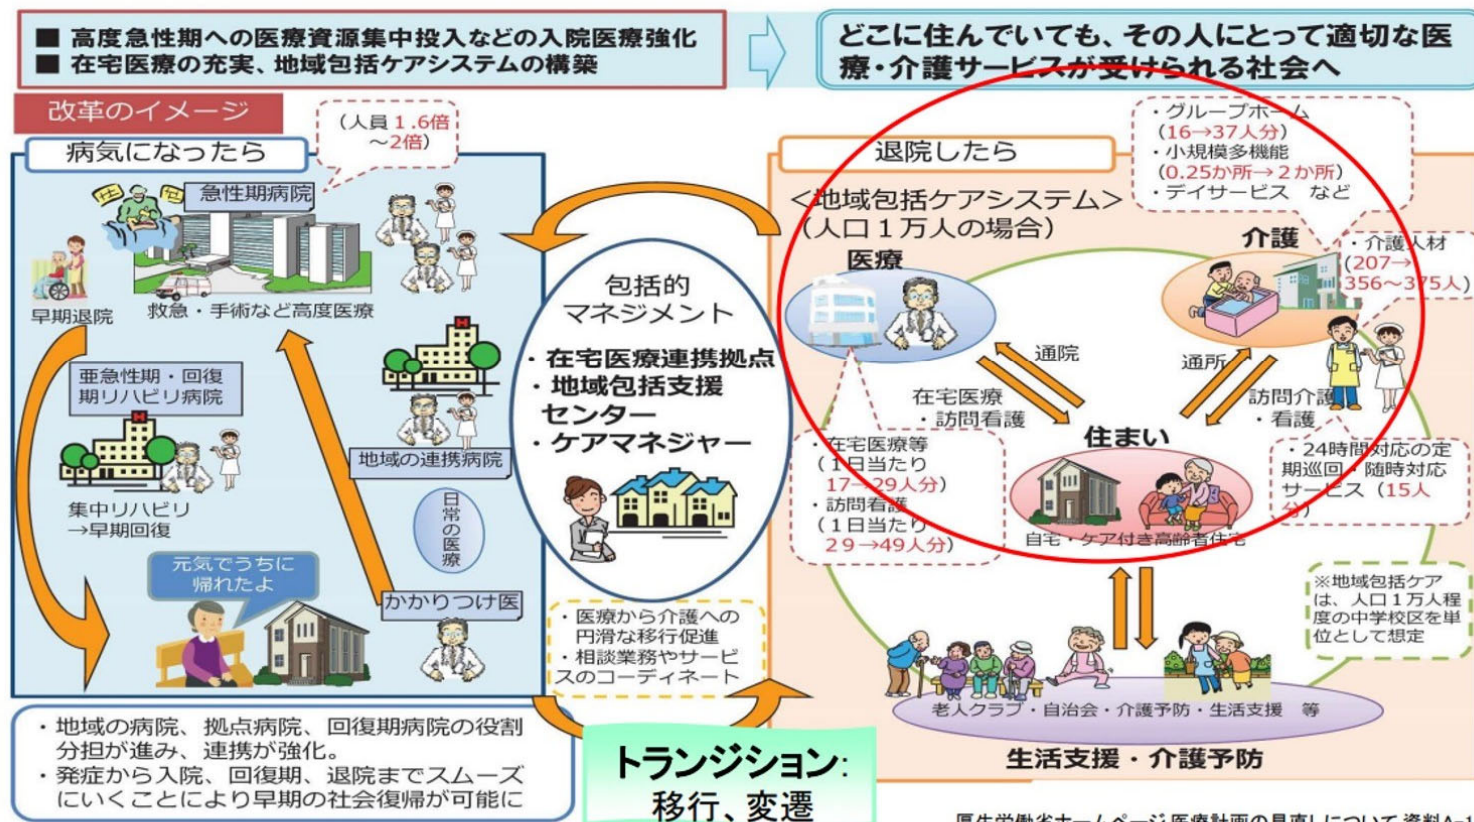 ■ 高度急性期への医療資源集中投入などの入院医療強化
■ 在宅医療の充実、地域包括ケアシステムの構築
どこに住んでいても、その人にとって適切な医
療・介護サービスが受けられる社会へ
改革のイメージ
病気になったら
(人員1.6倍
~2倍)
急性期病院
早期退院
救急・手術など高度医療
亜急性期・回復
期リハビリ病院
集中リハビリ
→早期回復
地域の連携病院
日常の医療
元気でうちに
帰れたよ
かかりつけ医
・地域の病院、拠点病院、回復期病院の役割
分担が進み、連携が強化。
・発症から入院、回復期、退院までスムーズ
にいくことにより早期の社会復帰が可能に
包括的
マネジメント
・在宅医療連携拠点
・地域包括支援
センター
・ケアマネジャー
・医療から介護への
円滑な移行促進
・相談業務やサービ
スのコーディネート
トランジション:
移行、変遷
退院したら
<地域包括ケアシステム>
(人口1万人の場合)
・グループホーム
(16→37人分)
・小規模多機能
(0.25か所→2か所)
・デイサービス など
医療
介護
・介護人材
(207→
356~375人)
通院
通所
在宅医療
・訪問看護
訪問介護
・看護
・在宅医療等
(1日当たり
17→29人分)
・訪問看護
(1日当たり
29→49人分)
住まい
自宅・ケア付き高齢者住宅
・24時間対応の定
期巡回・随時対応
サービス(15人
分)
※地域包括ケア
は、人口1万人程
度の中学校区を単
位として想定
老人クラブ・自治会・介護予防・生活支援 等
生活支援・介護予防
厚生労働省ホームページ 医療計画の見直しについて 資料A-1